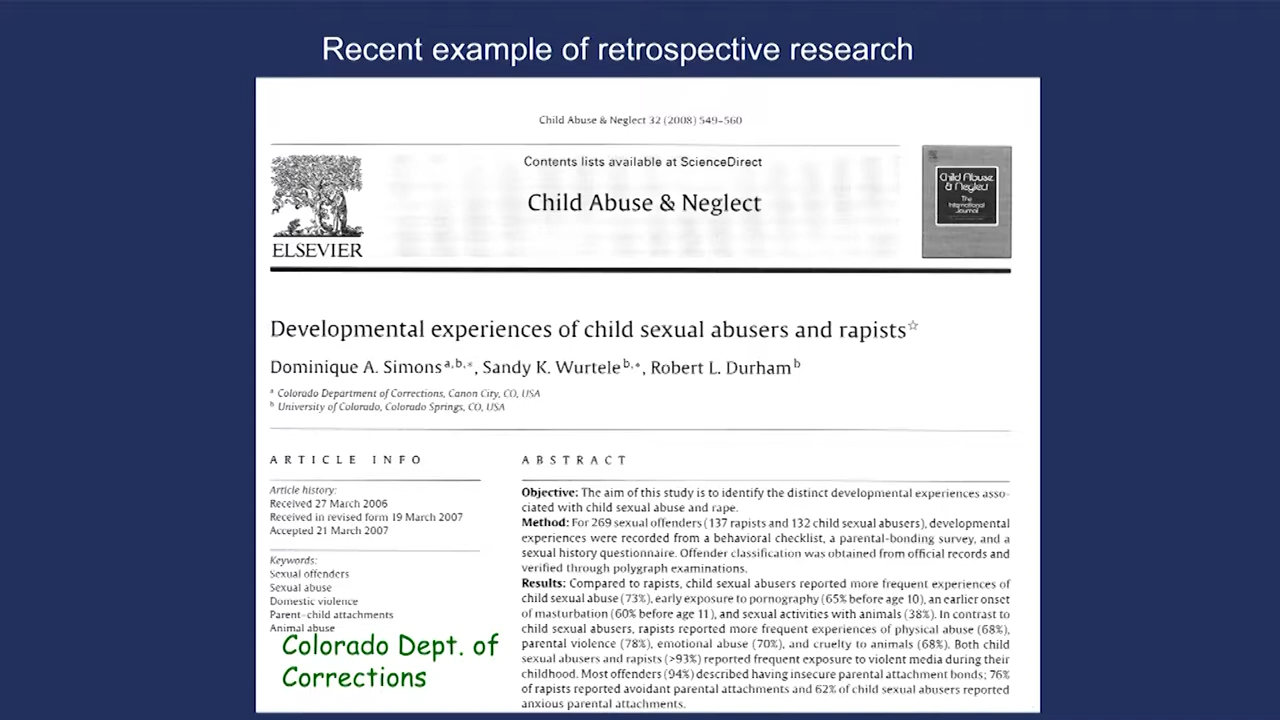 Recent example of retrospective research
Child Abuse & Neglect 32 (2008) 549–560
Contents lists available at ScienceDirect
Child Abuse & Neglect
ELSEVIER
Child Abuse
& Neglect
The
International
Journal
Developmental experiences of child sexual abusers and rapists☆
Dominique A. Simons a,b,*, Sandy K. Wurtele b,*, Robert L. Durham b
a Colorado Department of Corrections, Canon City, CO, USA
b University of Colorado, Colorado Springs, CO, USA
ARTICLE INFO
Article history:
Received 27 March 2006
Received in revised form 19 March 2007
Accepted 21 March 2007
Keywords:
Sexual offenders
Sexual abuse
Domestic violence
Parent–child attachments
Animal abuse
Colorado Dept. of
Corrections
ABSTRACT
Objective: The aim of this study is to identify the distinct developmental experiences asso-
ciated with child sexual abuse and rape.
Method: For 269 sexual offenders (137 rapists and 132 child sexual abusers), developmental
experiences were recorded from a behavioral checklist, a parental-bonding survey, and a
sexual history questionnaire. Offender classification was obtained from official records and
verified through polygraph examinations.
Results: Compared to rapists, child sexual abusers reported more frequent experiences of
child sexual abuse (73%), early exposure to pornography (65% before age 10), an earlier onset
of masturbation (60% before age 11), and sexual activities with animals (38%). In contrast to
child sexual abusers, rapists reported more frequent experiences of physical abuse (68%),
parental violence (78%), emotional abuse (70%), and cruelty to animals (68%). Both child
sexual abusers and rapists (>93%) reported frequent exposure to violent media during their
childhood. Most offenders (94%) described having insecure parental attachment bonds; 76%
of rapists reported avoidant parental attachments and 62% of child sexual abusers reported
anxious parental attachments.